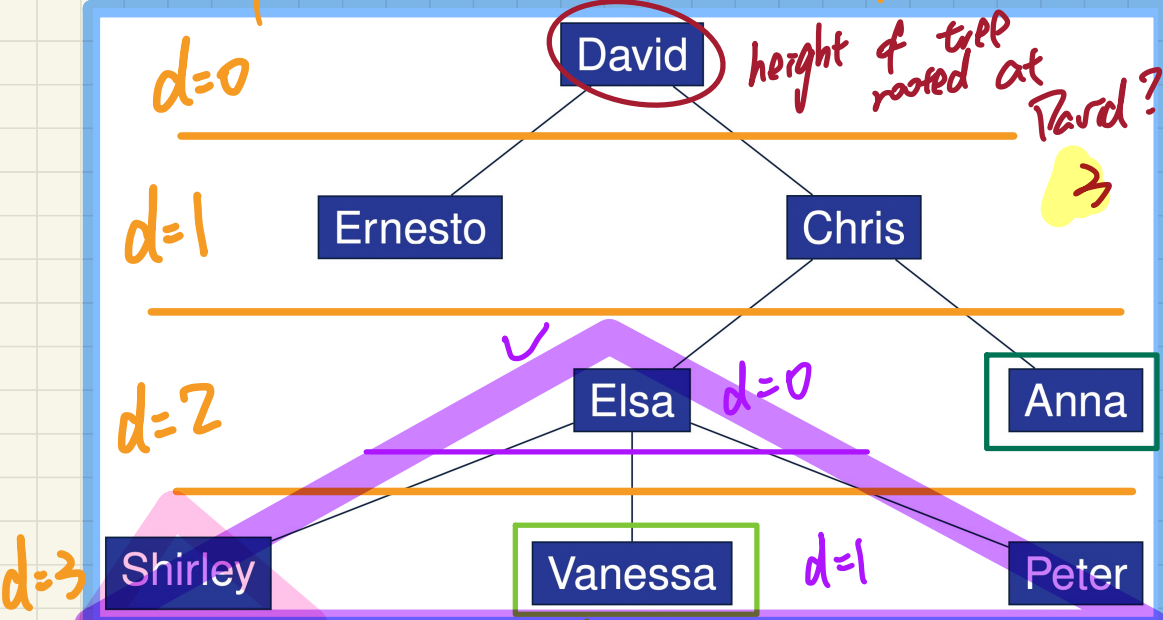 d=0
David
height of tree
rooted at
David?
3
d=1
Ernesto
Chris
d=2
Elsa
d=0
Anna
d=3
Shirley
Vanessa
d=1
Peter